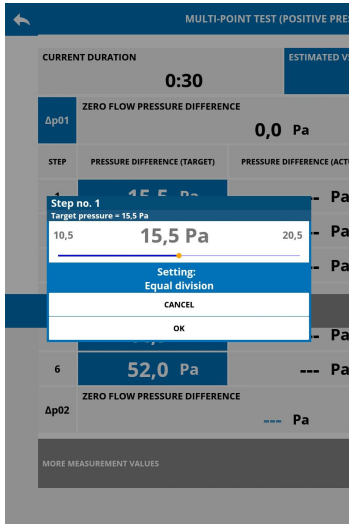 MULTI-POINT TEST (POSITIVE PRE
CURRENT DURATION
0:30
ESTIMATED V
ZERO FLOW PRESSURE DIFFERENCE
Δp01
0,0 Pa
STEP PRESSURE DIFFERENCE (TARGET) PRESSURE DIFFERENCE (ACT
-- Pa
Step no. 1
Target pressure = 15,5 Pa
10,5 15,5 Pa 20,5
- Pa
- Pa
Setting:
Equal division
CANCEL
OK
- Pa
6 52,0 Pa --- Pa
ZERO FLOW PRESSURE DIFFERENCE
Δp02
--- Pa
MORE MEASUREMENT VALUES